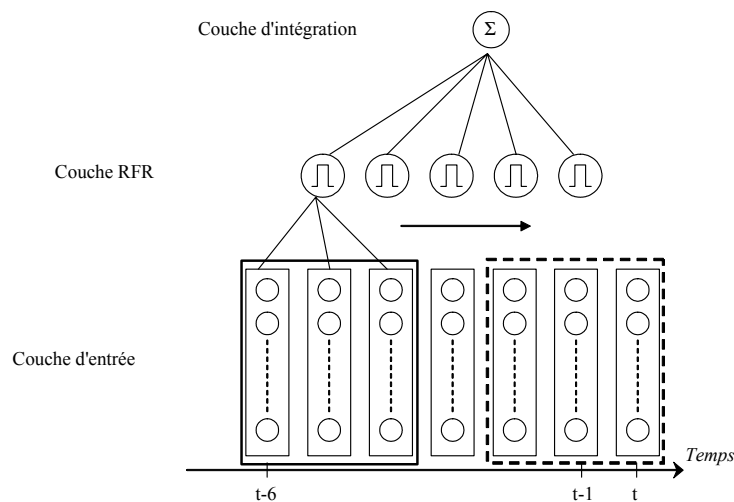 Couche d'intégration
Σ
Couche RFR
Couche d'entrée
Temps
t-6
t-1
t